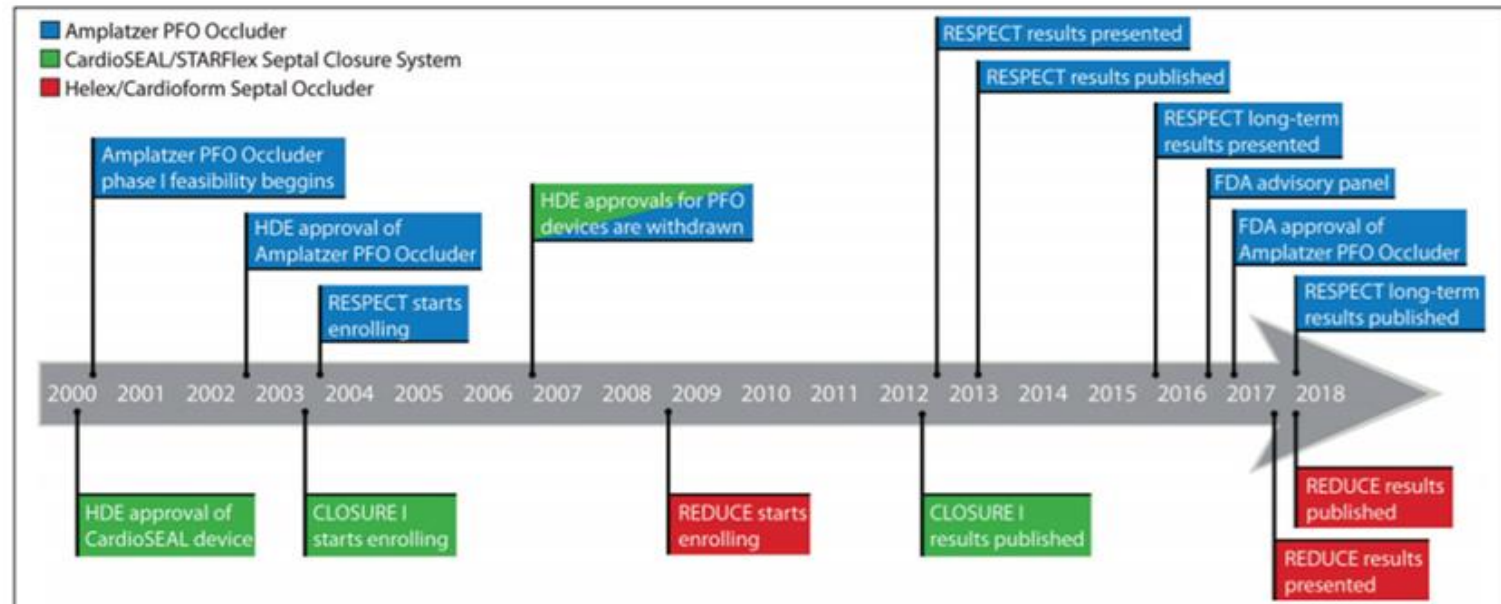 Amplatzer PFO Occluder
CardioSEAL/STARFlex Septal Closure System
Helex/Cardioform Septal Occluder
RESPECT results presented
RESPECT results published
RESPECT long-term
results presented
Amplatzer PFO Occluder
phase I feasibility beggins
FDA advisory panel
HDE approvals for PFO
devices are withdrawn
HDE approval of
Amplatzer PFO Occluder
FDA approval of
Amplatzer PFO Occluder
RESPECT starts
enrolling
RESPECT long-term
results published
2000 2001 2002 2003 2004 2005 2006 2007 2008 2009 2010 2011 2012 2013 2014 2015 2016 2017 2018
HDE approval of
CardioSEAL device
CLOSURE I
starts enrolling
REDUCE starts
enrolling
CLOSURE I
results published
REDUCE results
published
REDUCE results
presented